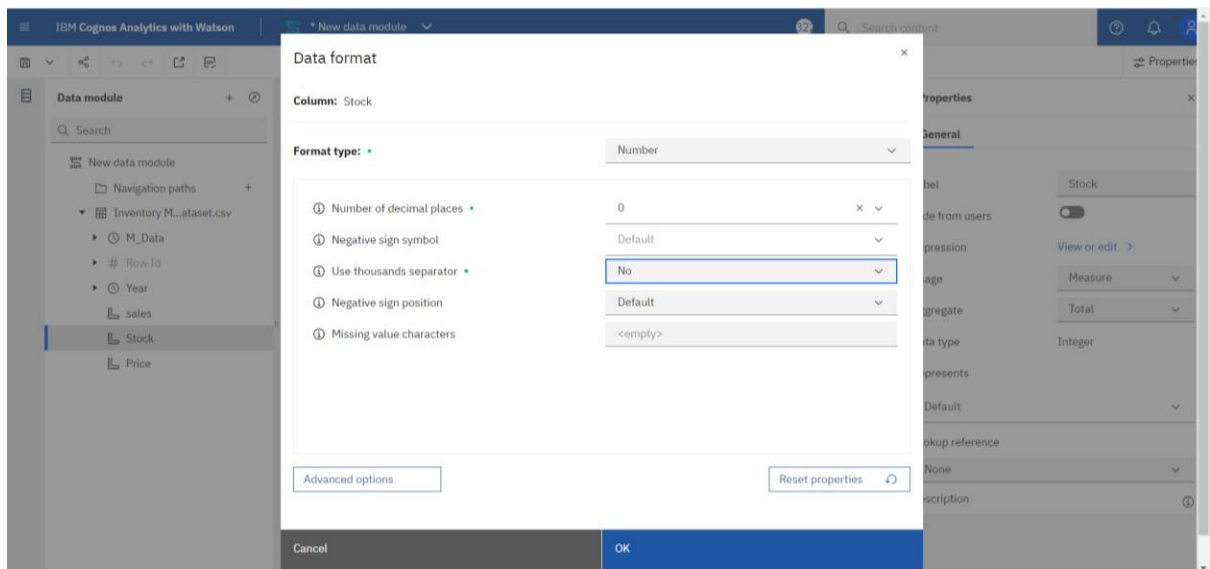 IBM Cognos Analytics with Watson
* New data module
32
Search content
Properties
Data module
Search
New data module
Navigation paths
Inventory M...ataset.csv
M_Data
# Row Id
Year
sales
Stock
Price
Data format
Column: Stock
Format type:
Number
Number of decimal places
0
Negative sign symbol
Default
Use thousands separator
No
Negative sign position
Default
Missing value characters
<empty>
Advanced options
Reset properties
Cancel
OK
roperties
General
bel
Stock
de from users
pression
View or edit
age
Measure
gregate
Total
ta type
Integer
presents
Default
okup reference
None
scription